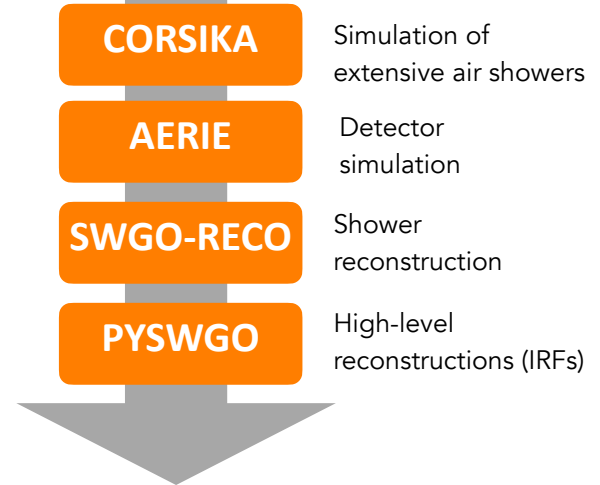 CORSIKA
Simulation of
extensive air showers
AERIE
Detector
simulation
SWGO-RECO
Shower
reconstruction
PYSWGO
High-level
reconstructions (IRFs)